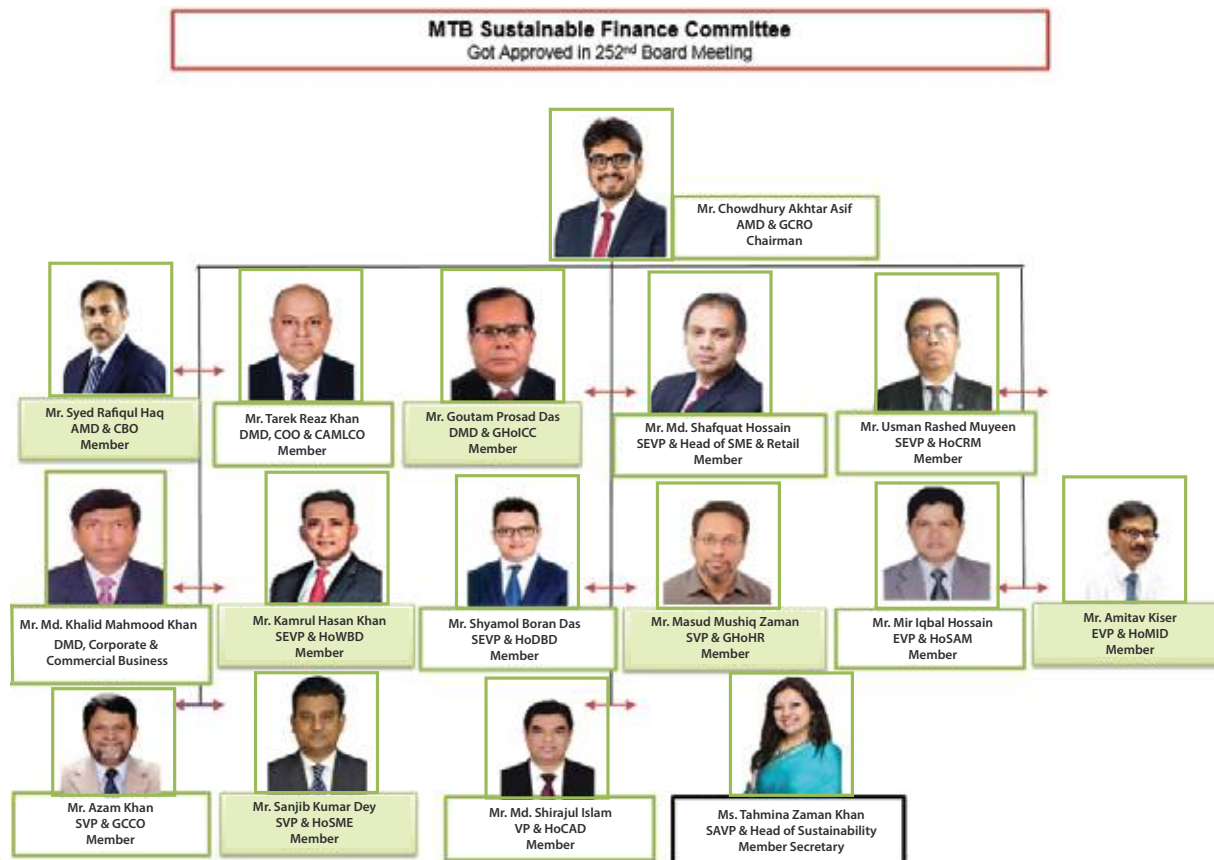 MTB Sustainable Finance Committee
Got Approved in 252nd Board Meeting
Mr. Chowdhury Akhtar Asif
AMD & GCRO
Chairman
Mr. Syed Rafiqul Haq
AMD & CBO
Member
Mr. Tarek Reaz Khan
DMD, COO & CAMLCO
Member
Mr. Goutam Prosad Das
DMD & GHoICC
Member
Mr. Md. Shafquat Hossain
SEVP & Head of SME & Retail
Member
Mr. Usman Rashed Muyeen
SEVP & HoCRM
Member
Mr. Md. Khalid Mahmood Khan
DMD, Corporate &
Commercial Business
Mr. Kamrul Hasan Khan
SEVP & HoWBD
Member
Mr. Shyamol Boran Das
SEVP & HoDBD
Member
Mr. Masud Mushiq Zaman
SVP & GHoHR
Member
Mr. Mir Iqbal Hossain
EVP & HoSAM
Member
Mr. Amitav Kiser
EVP & HoMID
Member
Mr. Azam Khan
SVP & GCCO
Member
Mr. Sanjib Kumar Dey
SVP & HoSME
Member
Mr. Md. Shirajul Islam
VP & HoCAD
Member
Ms. Tahmina Zaman Khan
SAVP & Head of Sustainability
Member Secretary